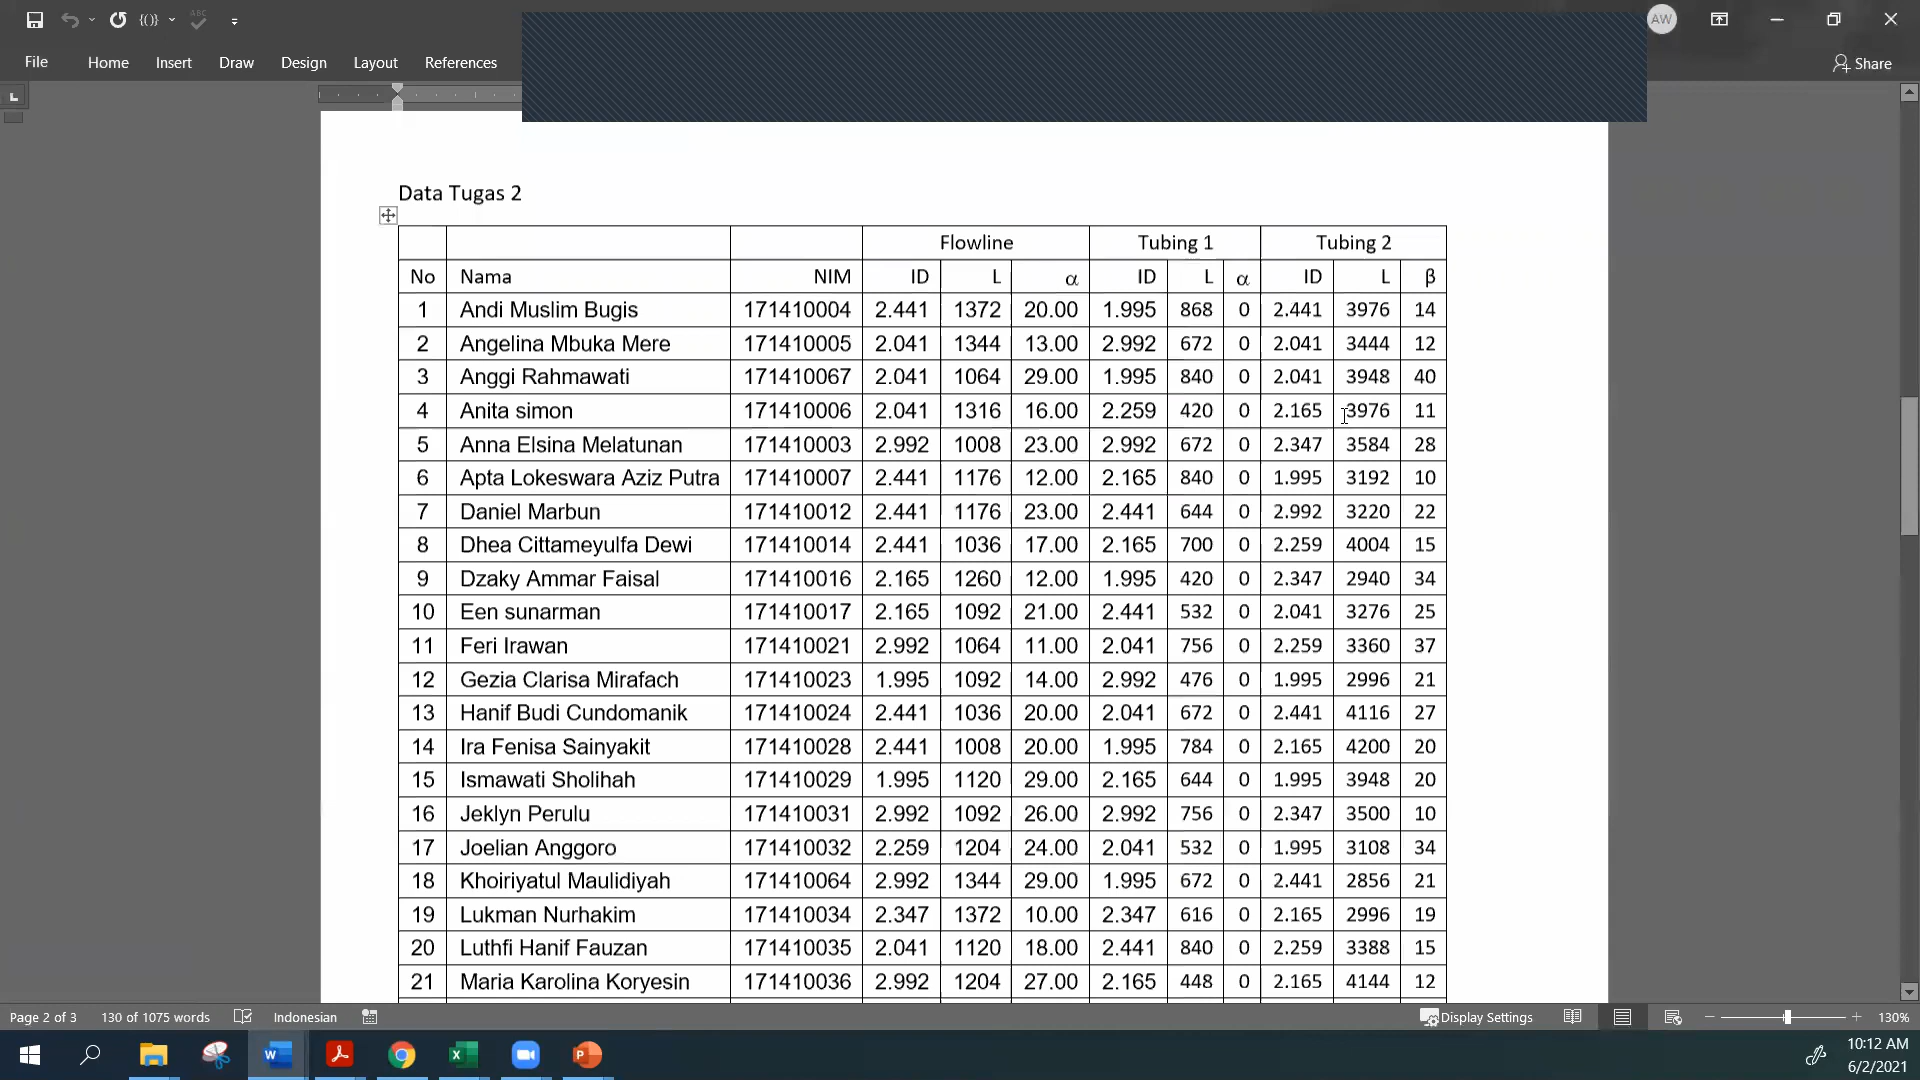 ABC
AW
File Home Insert Draw Design Layout References Share
Data Tugas 2
Flowline Tubing 1 Tubing 2
No Nama NIM ID L α ID L α ID L β
1 Andi Muslim Bugis 171410004 2.441 1372 20.00 1.995 868 0 2.441 3976 14
2 Angelina Mbuka Mere 171410005 2.041 1344 13.00 2.992 672 0 2.041 3444 12
3 Anggi Rahmawati 171410067 2.041 1064 29.00 1.995 840 0 2.041 3948 40
4 Anita simon 171410006 2.041 1316 16.00 2.259 420 0 2.165 3976 11
5 Anna Elsina Melatunan 171410003 2.992 1008 23.00 2.992 672 0 2.347 3584 28
6 Apta Lokeswara Aziz Putra 171410007 2.441 1176 12.00 2.165 840 0 1.995 3192 10
7 Daniel Marbun 171410012 2.441 1176 23.00 2.441 644 0 2.992 3220 22
8 Dhea Cittameyulfa Dewi 171410014 2.441 1036 17.00 2.165 700 0 2.259 4004 15
9 Dzaky Ammar Faisal 171410016 2.165 1260 12.00 1.995 420 0 2.347 2940 34
10 Een sunarman 171410017 2.165 1092 21.00 2.441 532 0 2.041 3276 25
11 Feri Irawan 171410021 2.992 1064 11.00 2.041 756 0 2.259 3360 37
12 Gezia Clarisa Mirafach 171410023 1.995 1092 14.00 2.992 476 0 1.995 2996 21
13 Hanif Budi Cundomanik 171410024 2.441 1036 20.00 2.041 672 0 2.441 4116 27
14 Ira Fenisa Sainyakit 171410028 2.441 1008 20.00 1.995 784 0 2.165 4200 20
15 Ismawati Sholihah 171410029 1.995 1120 29.00 2.165 644 0 1.995 3948 20
16 Jeklyn Perulu 171410031 2.992 1092 26.00 2.992 756 0 2.347 3500 10
17 Joelian Anggoro 171410032 2.259 1204 24.00 2.041 532 0 1.995 3108 34
18 Khoiriyatul Maulidiyah 171410064 2.992 1344 29.00 1.995 672 0 2.441 2856 21
19 Lukman Nurhakim 171410034 2.347 1372 10.00 2.347 616 0 2.165 2996 19
20 Luthfi Hanif Fauzan 171410035 2.041 1120 18.00 2.441 840 0 2.259 3388 15
21 Maria Karolina Koryesin 171410036 2.992 1204 27.00 2.165 448 0 2.165 4144 12
Page 2 of 3 130 of 1075 words Indonesian Display Settings 130%
10:12 AM
6/2/2021